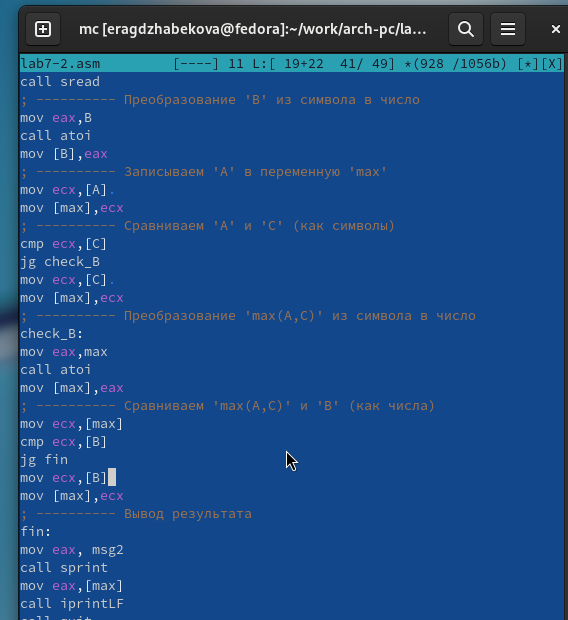 mc [eragdzhabekova@fedora]:~/work/arch-pc/la...
lab7-2.asm [----] 11 L:[ 19+22 41/ 49] *(928 /1056b) [*][X]
call sread
; ---------- Преобразование 'B' из символа в число
mov eax,B
call atoi
mov [B],eax
; ---------- Записываем 'A' в переменную 'max'
mov ecx,[A].
mov [max],ecx
; ---------- Сравниваем 'A' и 'C' (как символы)
cmp ecx,[C]
jg check_B
mov ecx,[C].
mov [max],ecx
; ---------- Преобразование 'max(A,C)' из символа в число
check_B:
mov eax,max
call atoi
mov [max],eax
; ---------- Сравниваем 'max(A,C)' и 'B' (как числа)
mov ecx,[max]
cmp ecx,[B]
jg fin
mov ecx,[B]
mov [max],ecx
; ---------- Вывод результата
fin:
mov eax, msg2
call sprint
mov eax,[max]
call iprintLF